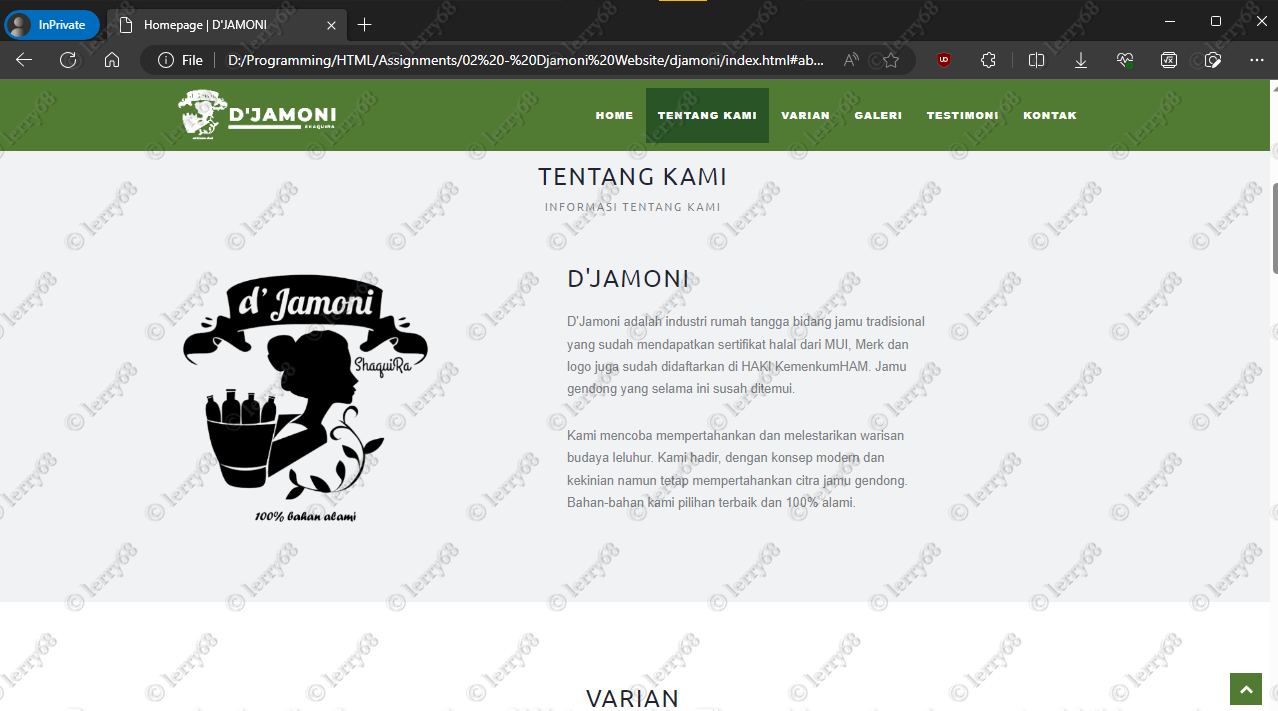 InPrivate
Homepage | D'JAMONI
File
D:/Programming/HTML/Assignments/02%20-%20Djamoni%20Website/djamoni/index.html#ab...
D'JAMONI
SHAQUIRA
HOME
TENTANG KAMI
VARIAN
GALERI
TESTIMONI
KONTAK
TENTANG KAMI
INFORMASI TENTANG KAMI
d' Jamoni
ShaquiRa
100% bahan alami
D'JAMONI
D'Jamoni adalah industri rumah tangga bidang jamu tradisional
yang sudah mendapatkan sertifikat halal dari MUI, Merk dan
logo juga sudah didaftarkan di HAKI KemenkumHAM. Jamu
gendong yang selama ini susah ditemui.
Kami mencoba mempertahankan dan melestarikan warisan
budaya leluhur. Kami hadir, dengan konsep modern dan
kekinian namun tetap mempertahankan citra jamu gendong.
Bahan-bahan kami pilihan terbaik dan 100% alami.
VARIAN
© lerry68